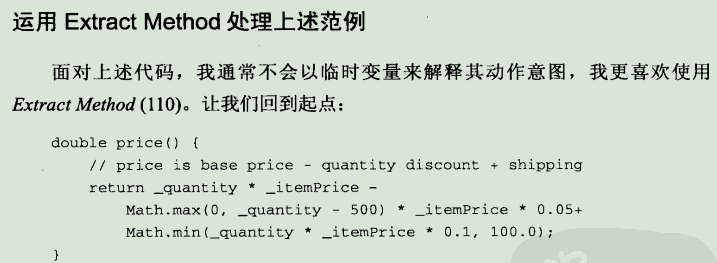 运用 Extract Method 处理上述范例
面对上述代码，我通常不会以临时变量来解释其动作意图，我更喜欢使用
Extract Method (110)。让我们回到起点：
double price() {
// price is base price - quantity discount + shipping
return _quantity * _itemPrice -
Math.max(0, _quantity - 500) * _itemPrice * 0.05+
Math.min(_quantity * _itemPrice * 0.1, 100.0);
}